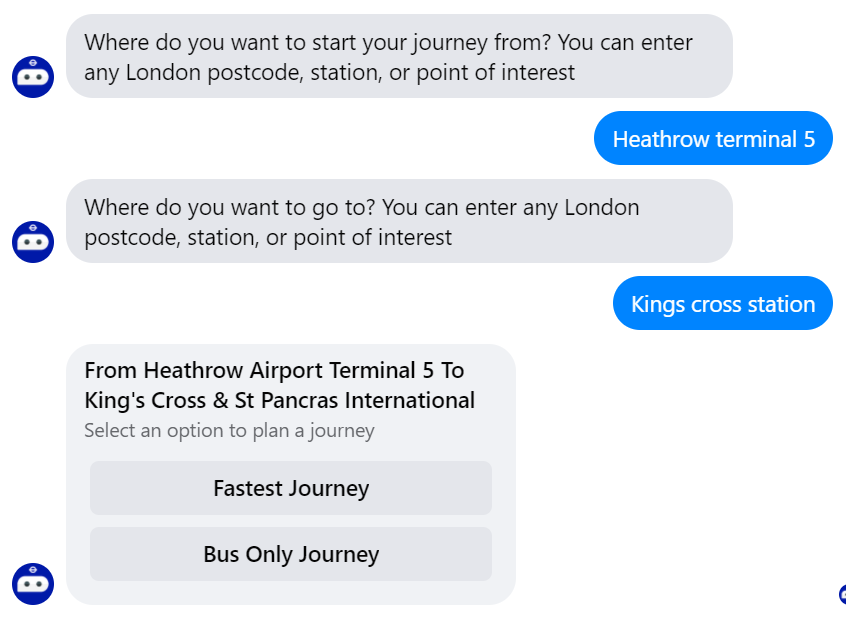 Where do you want to start your journey from? You can enter
any London postcode, station, or point of interest
Heathrow terminal 5
Where do you want to go to? You can enter any London
postcode, station, or point of interest
Kings cross station
From Heathrow Airport Terminal 5 To
King's Cross & St Pancras International
Select an option to plan a journey
Fastest Journey
Bus Only Journey